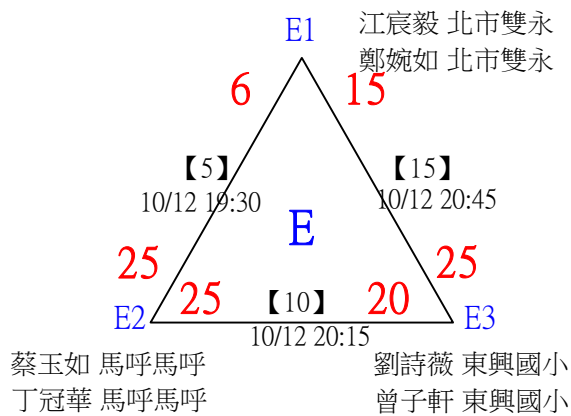 E1
江宸毅 北市雙永
鄭婉如 北市雙永
6
15
【5】
【15】
10/12 19:30
10/12 20:45
E
25
25
25
【10】
20
E2
E3
10/12 20:15
蔡玉如 馬呼馬呼
劉詩薇 東興國小
丁冠華 馬呼馬呼
曾子軒 東興國小